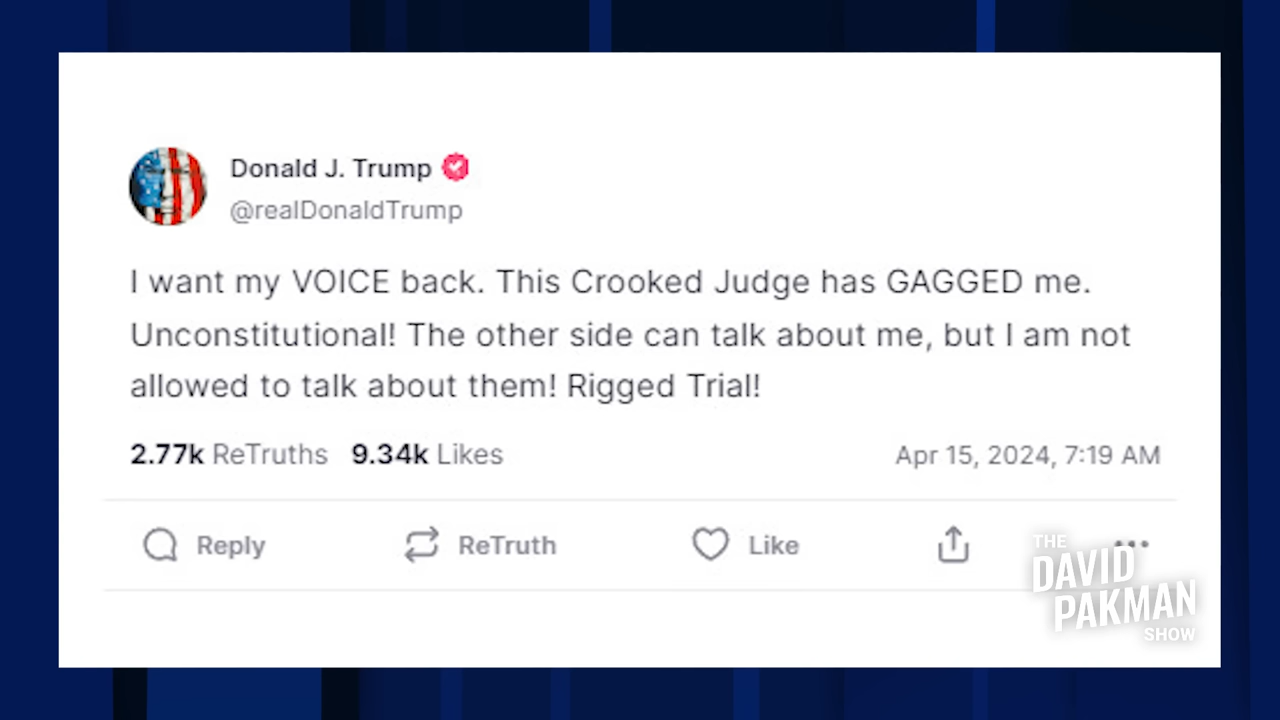 Donald J. Trump
@realDonaldTrump
I want my VOICE back. This Crooked Judge has GAGGED me.
Unconstitutional! The other side can talk about me, but I am not
allowed to talk about them! Rigged Trial!
2.77k ReTruths 9.34k Likes Apr 15, 2024, 7:19 AM
Reply ReTruth Like
THE
DAVID
PAKMAN
SHOW